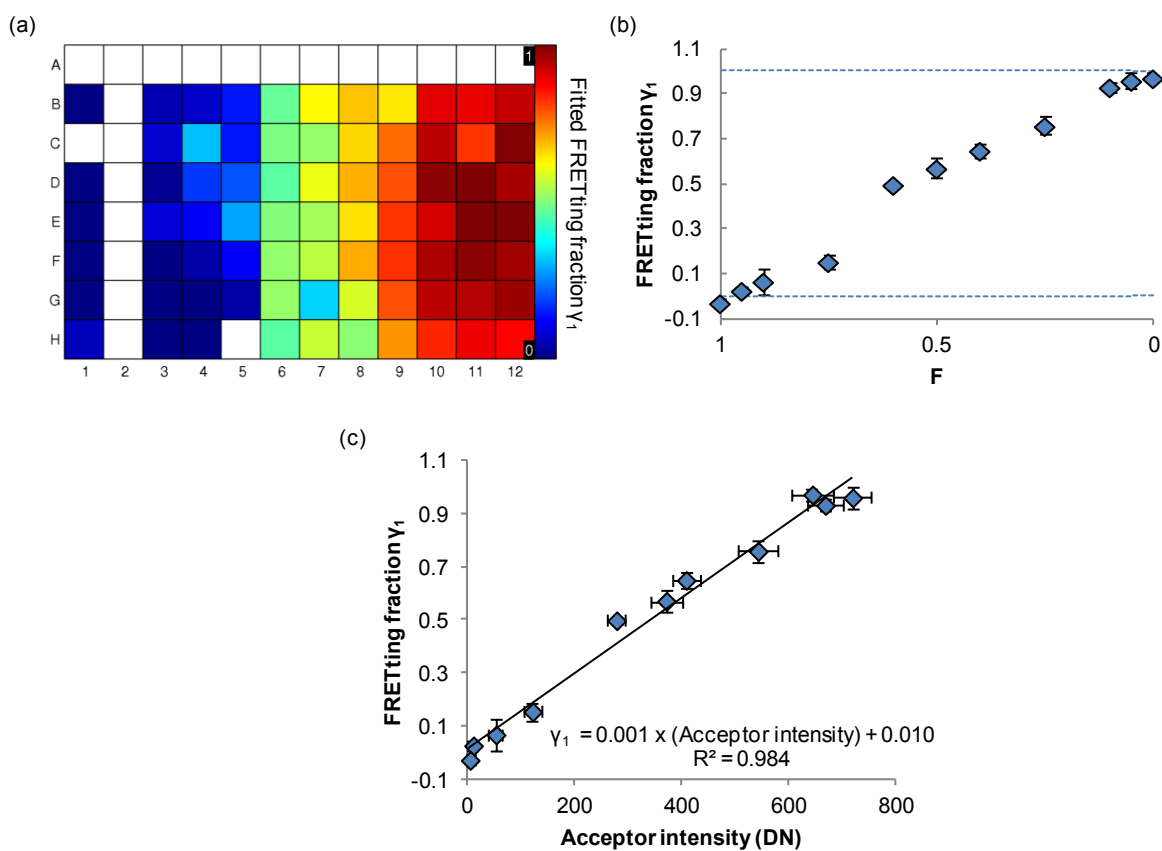 (a)
A
B
C
D
E
F
G
H
1 2 3 4 5 6 7 8 9 10 11 12
1
0
Fitted FRETting fraction γ₁
(b)
FRETting fraction γ₁
1.1
0.9
0.7
0.5
0.3
0.1
-0.1
1 0.5 0
F
(c)
FRETting fraction γ₁
1.1
0.9
0.7
0.5
0.3
0.1
-0.1
γ₁ = 0.001 x (Acceptor intensity) + 0.010
R² = 0.984
0 200 400 600 800
Acceptor intensity (DN)